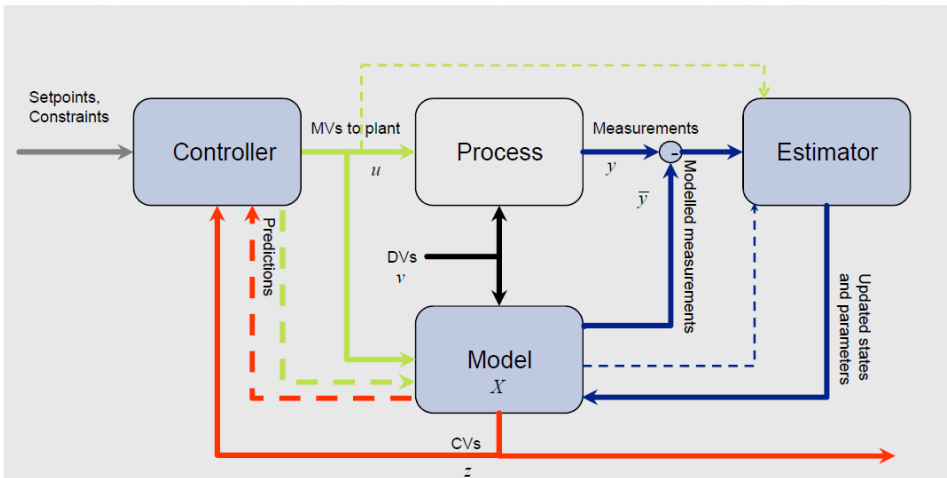 Setpoints,
Constraints
Controller
MVs to plant
u
Process
Measurements
y
-
ȳ
Estimator
Modelled measurements
Predictions
DVs
v
Model
X
Updated states
and parameters
CVs
z